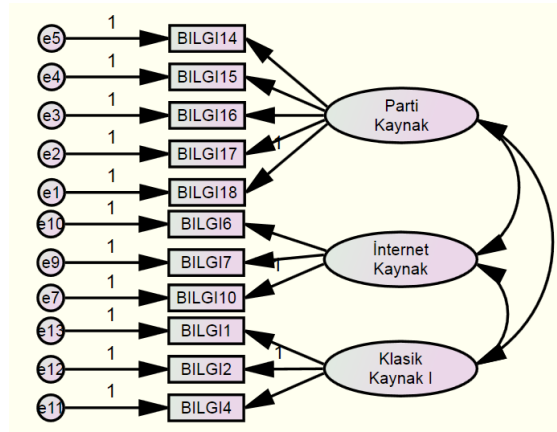 e5 1 BILGI14
e4 1 BILGI15
e3 1 BILGI16
Parti
Kaynak
e2 1 BILGI17 1
e1 1 BILGI18
e10 1 BILGI6
e9 1 BILGI7 1
İnternet
Kaynak
e7 1 BILGI10
e13 1 BILGI1
e12 1 BILGI2 1
Klasik
Kaynak I
e11 1 BILGI4